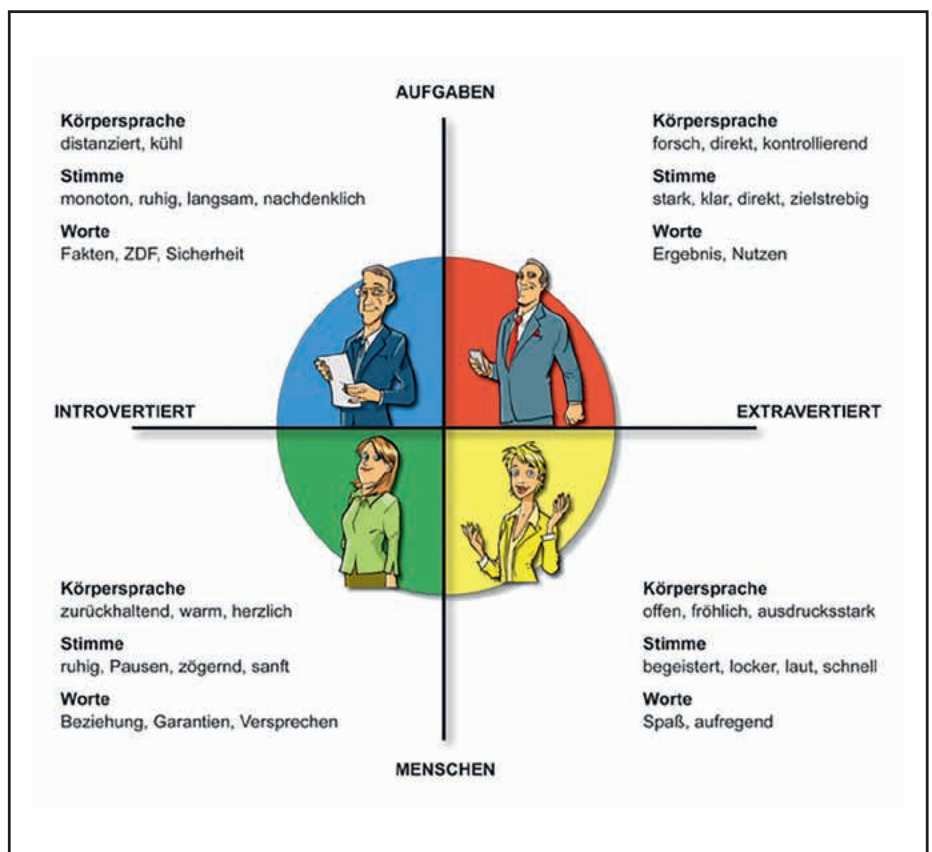 AUFGABEN
Körpersprache
distanziert, kühl
Stimme
monoton, ruhig, langsam, nachdenklich
Worte
Fakten, ZDF, Sicherheit
Körpersprache
forsch, direkt, kontrollierend
Stimme
stark, klar, direkt, zielstrebig
Worte
Ergebnis, Nutzen
INTROVERTIERT
EXTRAVERTIERT
Körpersprache
zurückhaltend, warm, herzlich
Stimme
ruhig, Pausen, zögernd, sanft
Worte
Beziehung, Garantien, Versprechen
Körpersprache
offen, fröhlich, ausdrucksstark
Stimme
begeistert, locker, laut, schnell
Worte
Spaß, aufregend
MENSCHEN